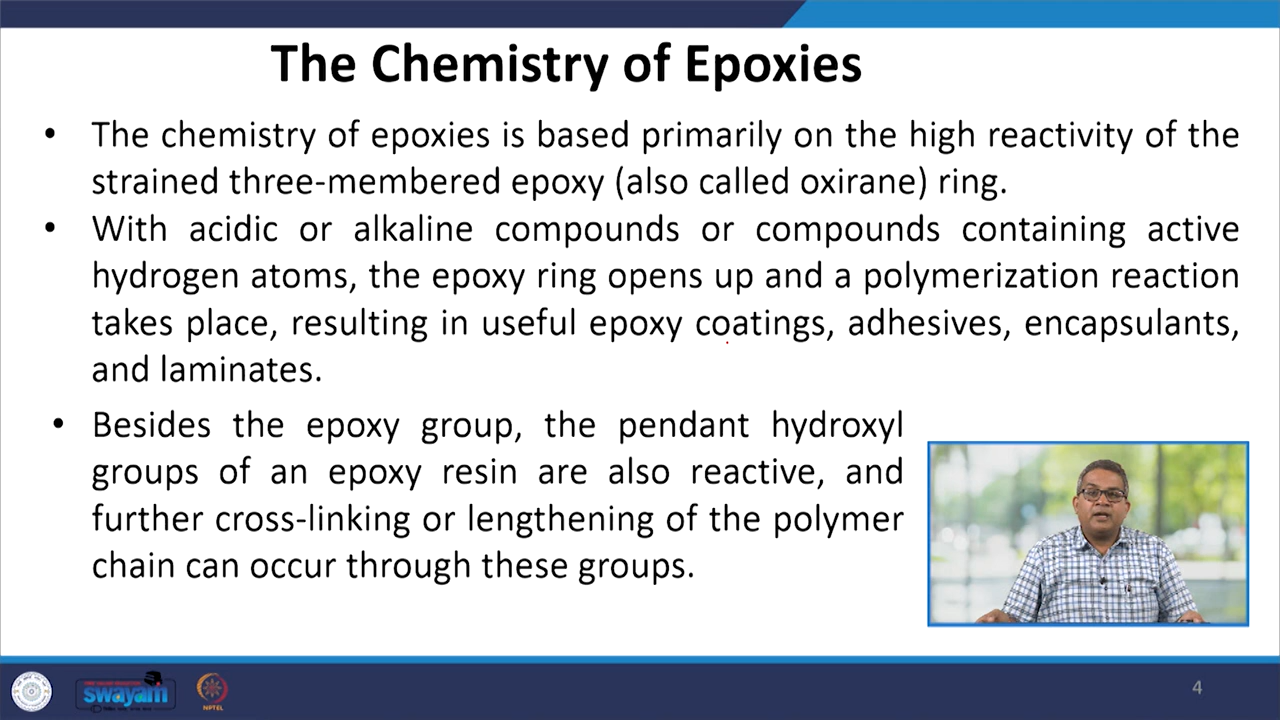 The Chemistry of Epoxies
• The chemistry of epoxies is based primarily on the high reactivity of the
strained three-membered epoxy (also called oxirane) ring.
• With acidic or alkaline compounds or compounds containing active
hydrogen atoms, the epoxy ring opens up and a polymerization reaction
takes place, resulting in useful epoxy coatings, adhesives, encapsulants,
and laminates.
• Besides the epoxy group, the pendant hydroxyl
groups of an epoxy resin are also reactive, and
further cross-linking or lengthening of the polymer
chain can occur through these groups.
swayam
NPTEL
4